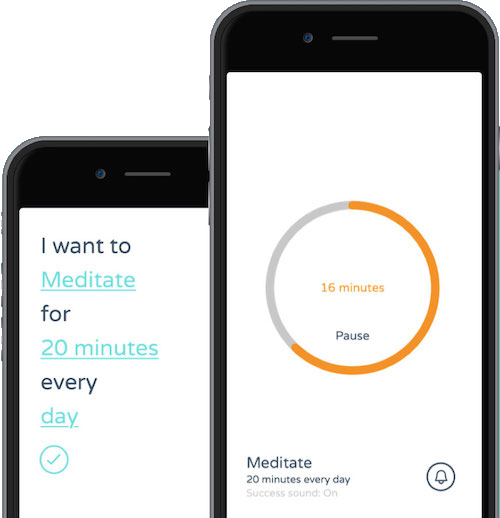 I want to
Meditate
for
20 minutes
every
day
16 minutes
Pause
Meditate
20 minutes every day
Success sound: On